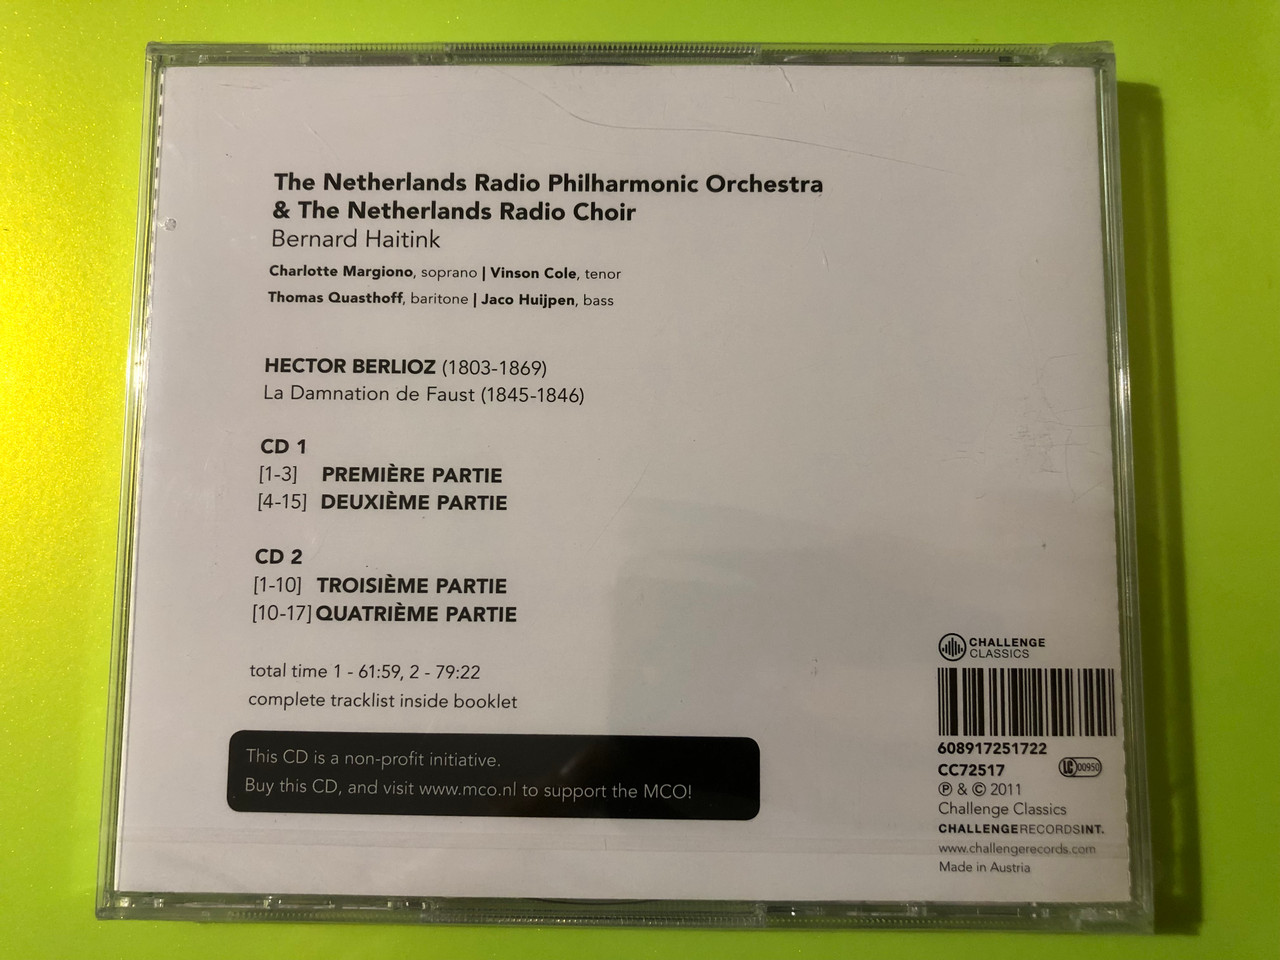 The Netherlands Radio Philharmonic Orchestra
& The Netherlands Radio Choir
Bernard Haitink
Charlotte Margiono, soprano | Vinson Cole, tenor
Thomas Quasthoff, baritone | Jaco Huijpen, bass
HECTOR BERLIOZ (1803-1869)
La Damnation de Faust (1845-1846)
CD 1
[1-3] PREMIÈRE PARTIE
[4-15] DEUXIÈME PARTIE
CD 2
[1-10] TROISIÈME PARTIE
[10-17] QUATRIÈME PARTIE
total time 1 - 61:59, 2 - 79:22
complete tracklist inside booklet
This CD is a non-profit initiative.
Buy this CD, and visit www.mco.nl to support the MCO!
CHALLENGE
CLASSICS
608917251722
CC72517 LC 00950
℗ & © 2011
Challenge Classics
CHALLENGERECORDSINT.
www.challengerecords.com
Made in Austria